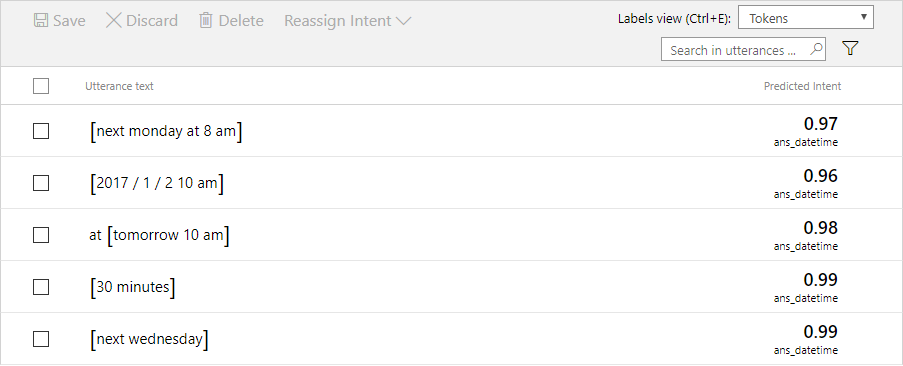 Save Discard Delete Reassign Intent Labels view (Ctrl+E): Tokens
Search in utterances ...
Utterance text Predicted Intent
[next monday at 8 am] 0.97
ans_datetime
[2017 / 1 / 2 10 am] 0.96
ans_datetime
at [tomorrow 10 am] 0.98
ans_datetime
[30 minutes] 0.99
ans_datetime
[next wednesday] 0.99
ans_datetime